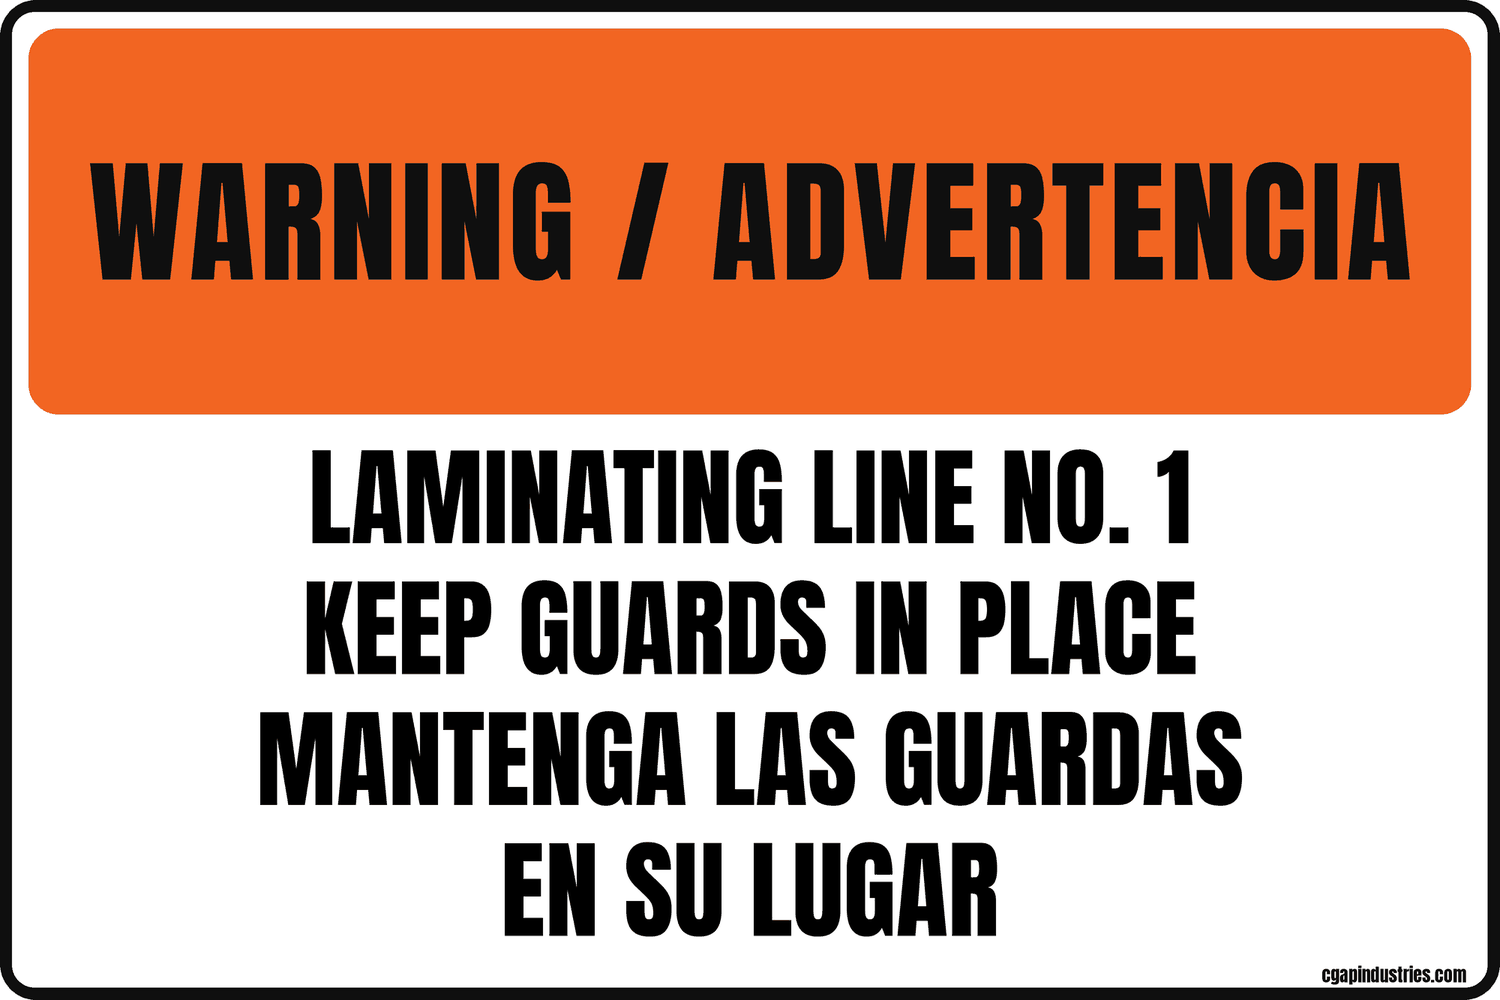 WARNING / ADVERTENCIA
LAMINATING LINE NO. 1
KEEP GUARDS IN PLACE
MANTENGA LAS GUARDAS
EN SU LUGAR
cgapindustries.com